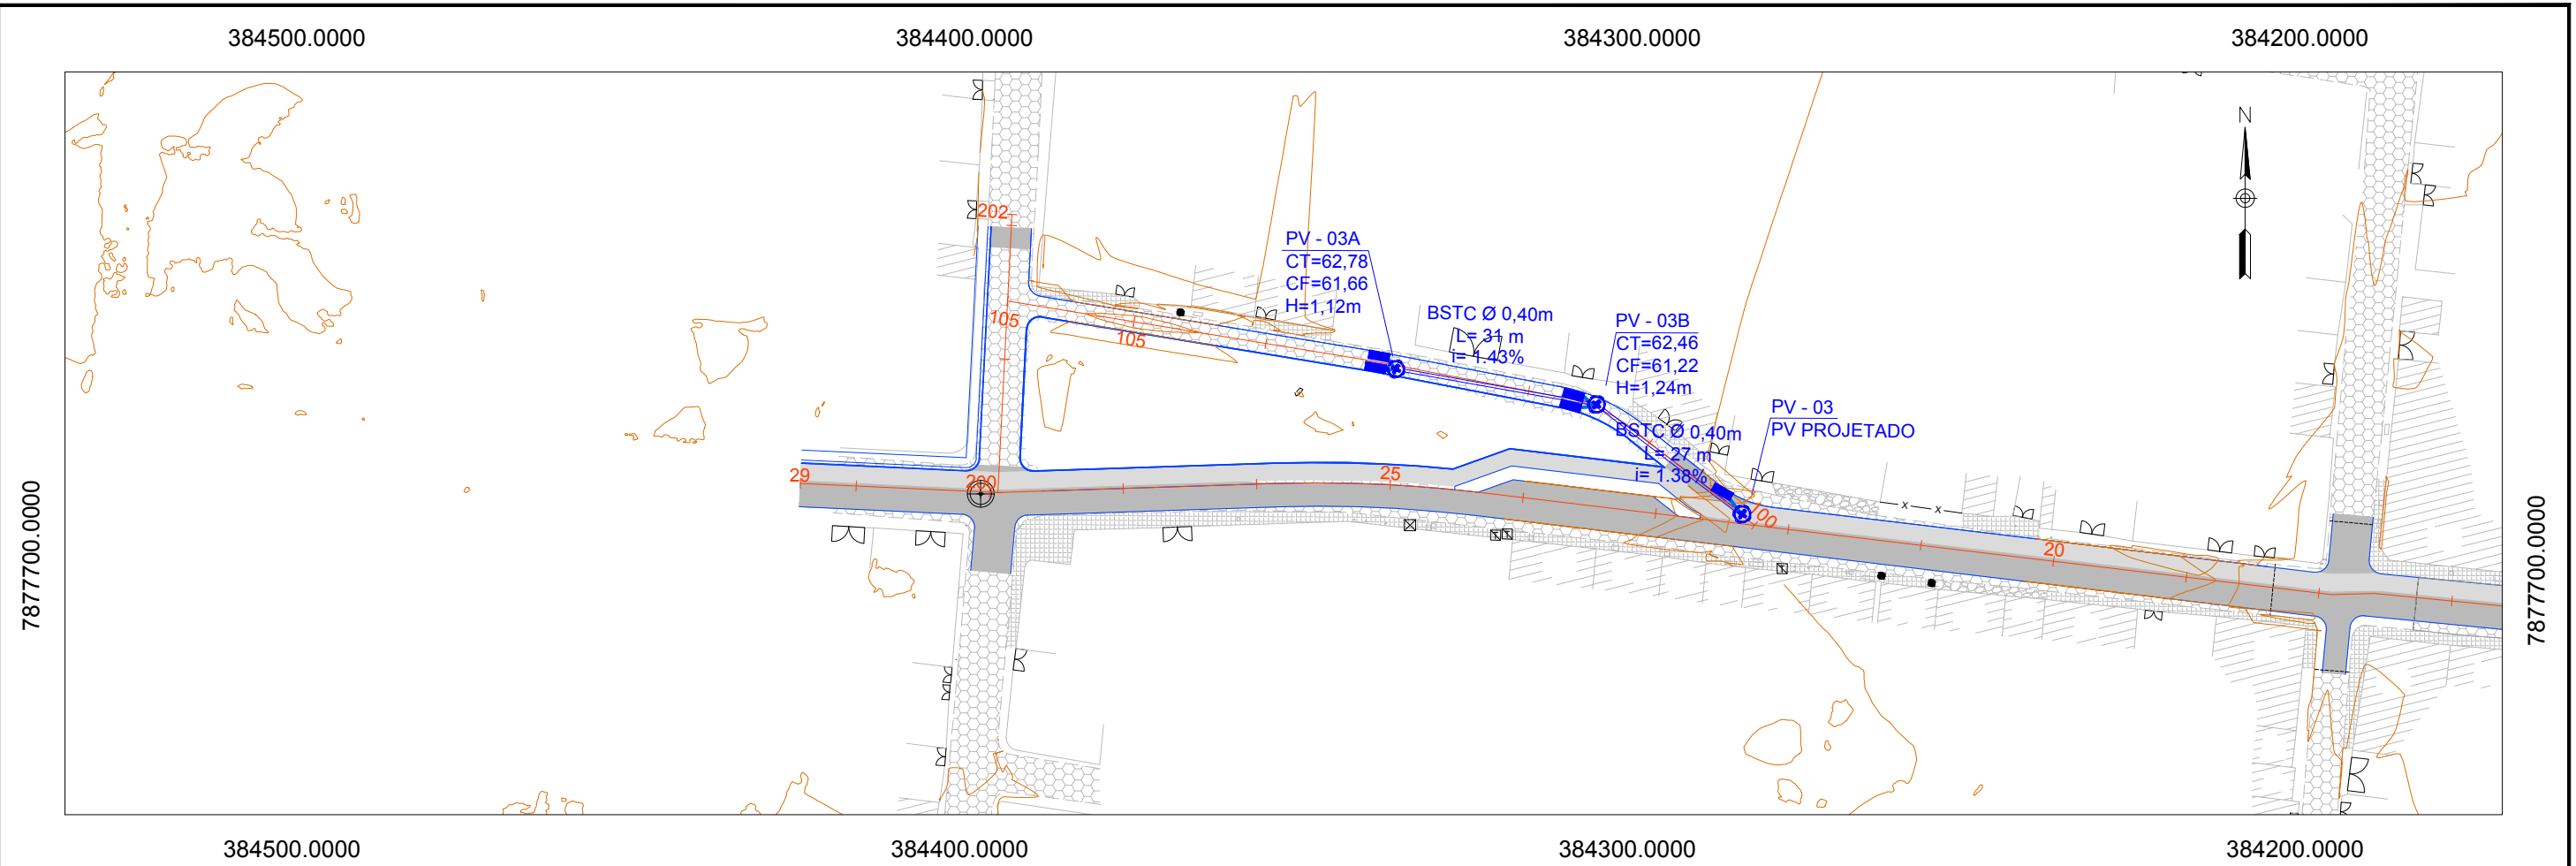 384500.0000
384400.0000
384300.0000
384200.0000
N
202
PV - 03A
CT=62,78
CF=61,66
H=1,12m
BSTC Ø 0,40m
L= 31 m
i= 1.43%
PV - 03B
CT=62,46
CF=61,22
H=1,24m
105
105
PV - 03
PV PROJETADO
BSTC Ø 0,40m
L= 27 m
i= 1.38%
29
200
25
100
20
x
x
7877700.0000
7877700.0000
384500.0000
384400.0000
384300.0000
384200.0000